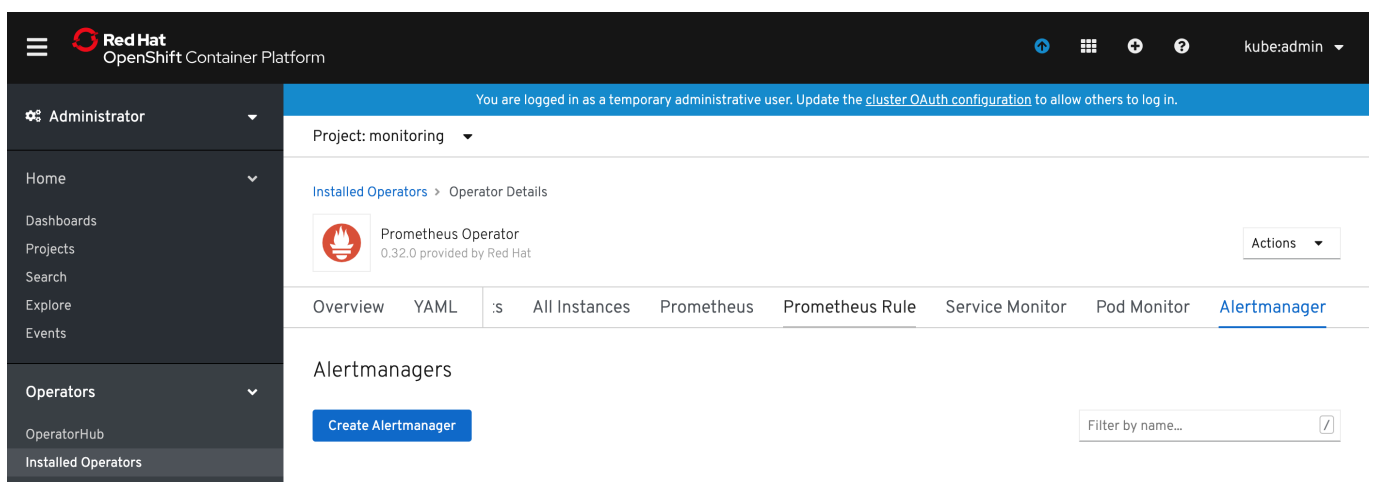 Red Hat
OpenShift Container Platform
kube:admin
Administrator
You are logged in as a temporary administrative user. Update the cluster OAuth configuration to allow others to log in.
Project: monitoring
Home
Dashboards
Projects
Search
Explore
Events
Operators
OperatorHub
Installed Operators
Installed Operators > Operator Details
Prometheus Operator
0.32.0 provided by Red Hat
Actions
Overview YAML :s All Instances Prometheus Prometheus Rule Service Monitor Pod Monitor Alertmanager
Alertmanagers
Create Alertmanager
Filter by name... /